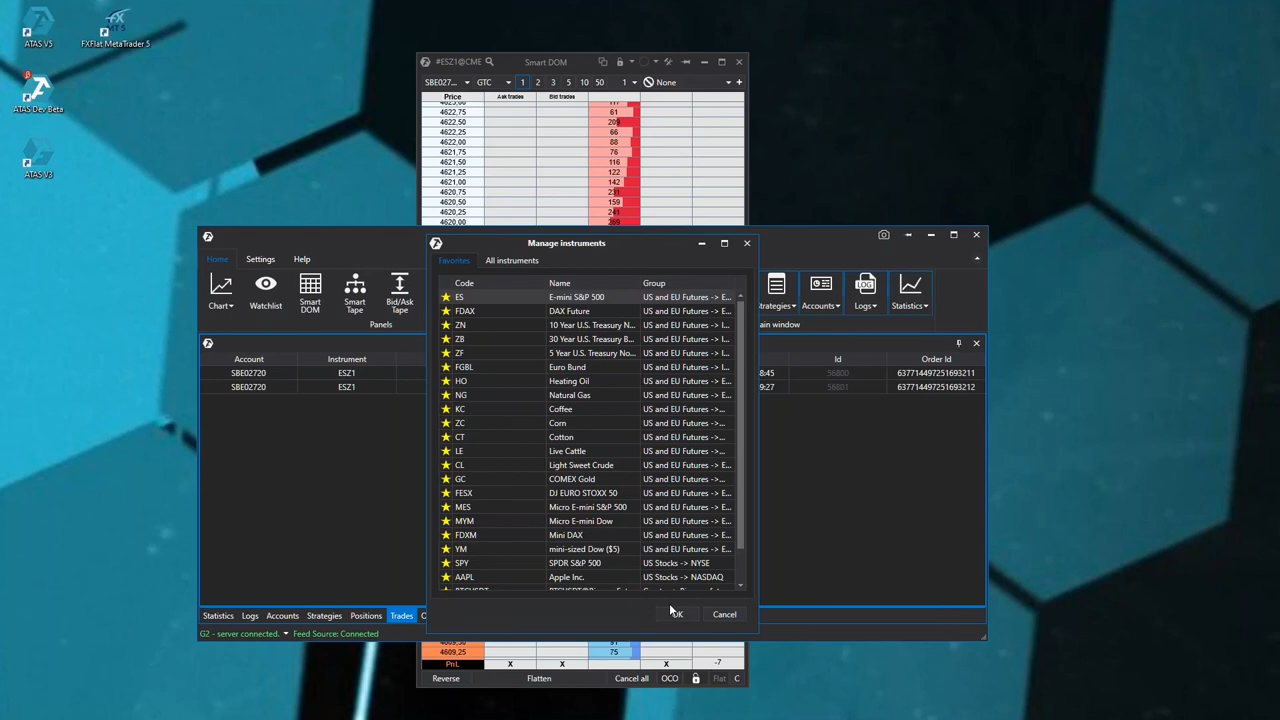 ATAS V5
FXFlat MetaTrader 5
ATAS Dev Beta
ATAS V3
#ESZ1@CME
Smart DOM
SBE027... GTC 1 2 3 5 10 50 1 None
Price Ask trades Bid trades
4622,75 61
4622,50 209
4622,25 66
4622,00 88
4621,75 76
4621,50 116
4621,25 122
4621,00 142
4620,75 231
4620,50 159
4620,25 241
4620,00
Home Settings Help
Chart Watchlist Smart DOM Smart Tape Bid/Ask Tape
Panels
Accounts Logs Statistics
Account Instrument
SBE02720 ESZ1
SBE02720 ESZ1
Id Order Id
8:45 56800 637714497251693211
9:27 56801 637714497251693212
Manage instruments
Favorites All instruments
Code Name Group
ES E-mini S&P 500 US and EU Futures -> E...
FDAX DAX Future US and EU Futures -> E...
ZN 10 Year U.S. Treasury N... US and EU Futures -> I...
ZB 30 Year U.S. Treasury B... US and EU Futures -> I...
ZF 5 Year U.S. Treasury No... US and EU Futures -> I...
FGBL Euro Bund US and EU Futures -> I...
HO Heating Oil US and EU Futures -> E...
NG Natural Gas US and EU Futures -> E...
KC Coffee US and EU Futures ->...
ZC Corn US and EU Futures ->...
CT Cotton US and EU Futures ->...
LE Live Cattle US and EU Futures ->...
CL Light Sweet Crude US and EU Futures -> E...
GC COMEX Gold US and EU Futures ->...
FESX DJ EURO STOXX 50 US and EU Futures -> E...
MES Micro E-mini S&P 500 US and EU Futures -> E...
MYM Micro E-mini Dow US and EU Futures -> E...
FDXM Mini DAX US and EU Futures -> E...
YM mini-sized Dow ($5) US and EU Futures -> E...
SPY SPDR S&P 500 US Stocks -> NYSE
AAPL Apple Inc. US Stocks -> NASDAQ
OK Cancel
Statistics Logs Accounts Strategies Positions Trades
G2 - server connected. Feed Source: Connected
4609,25 75
PnL X X X -7
Reverse Flatten Cancel all OCO Flat C